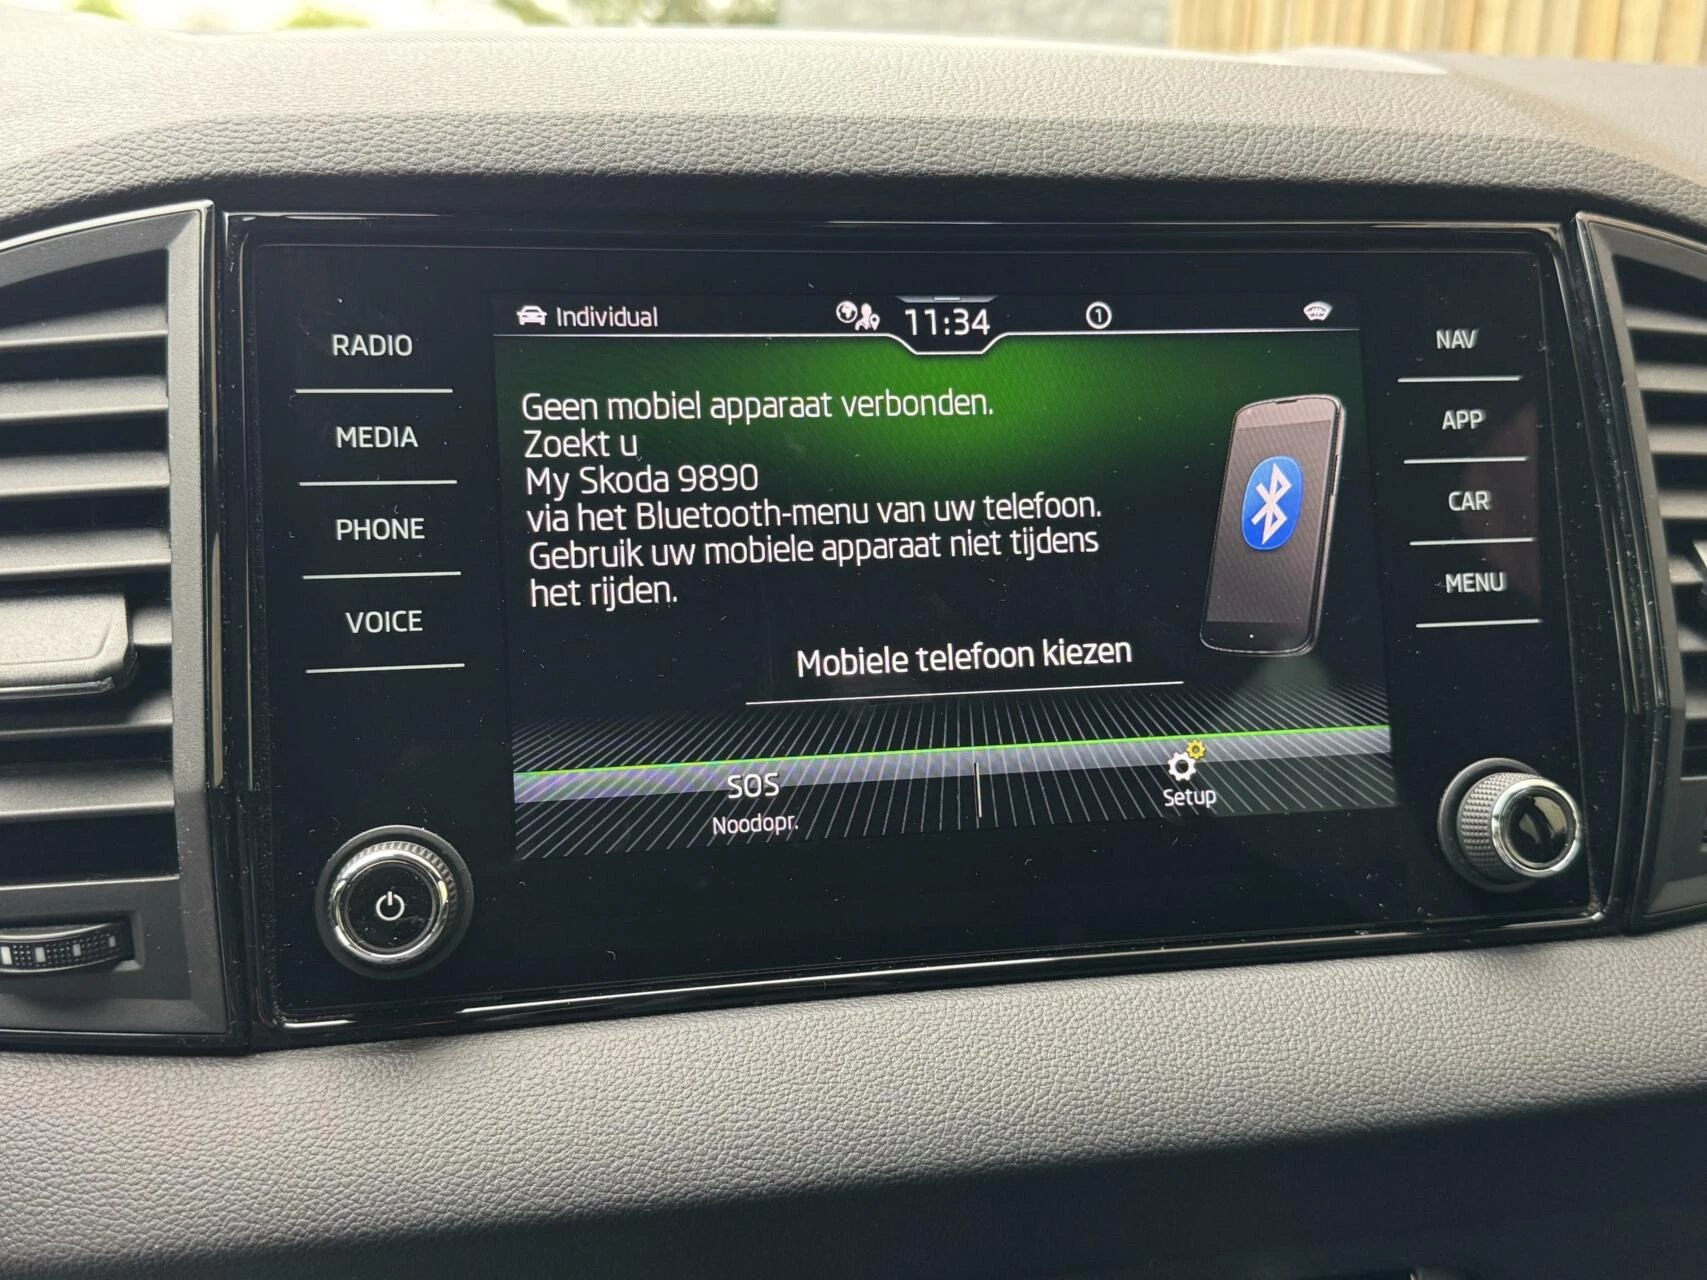 Individual
11:34
1
RADIO
MEDIA
PHONE
VOICE
Geen mobiel apparaat verbonden.
Zoekt u
My Skoda 9890
via het Bluetooth-menu van uw telefoon.
Gebruik uw mobiele apparaat niet tijdens
het rijden.
Mobiele telefoon kiezen
SOS
Noodopr.
Setup
NAV
APP
CAR
MENU